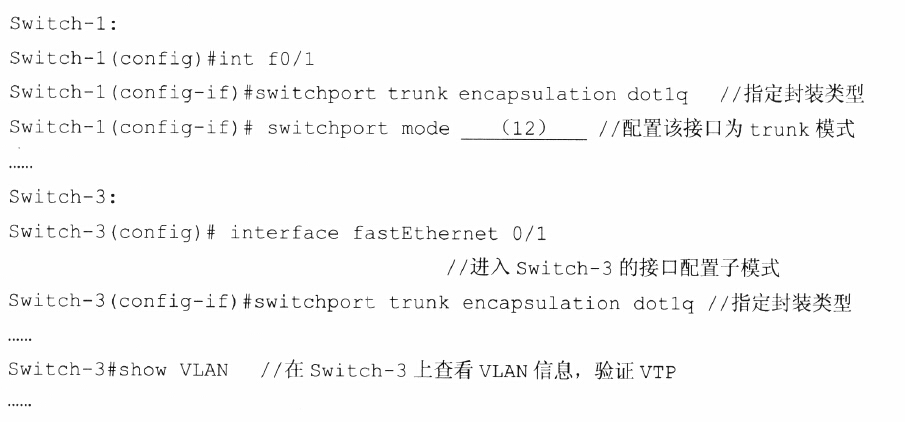 Switch-1:
Switch-1(config)#int f0/1
Switch-1(config-if)#switchport trunk encapsulation dot1q //指定封装类型
Switch-1(config-if)# switchport mode (12) //配置该接口为 trunk 模式
……
Switch-3:
Switch-3(config)# interface fastEthernet 0/1
//进入 Switch-3 的接口配置子模式
Switch-3(config-if)#switchport trunk encapsulation dot1q //指定封装类型
……
Switch-3#show VLAN //在 Switch-3 上查看 VLAN 信息，验证 VTP
……